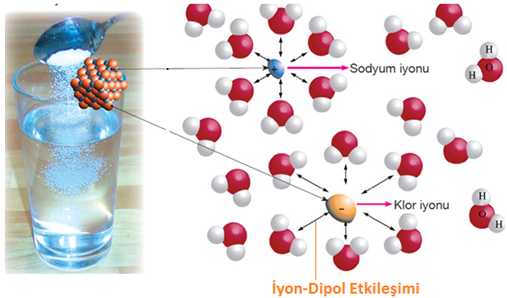 H
O
H
+
Sodyum iyonu
-
Klor iyonu
H
O
H
İyon-Dipol Etkileşimi